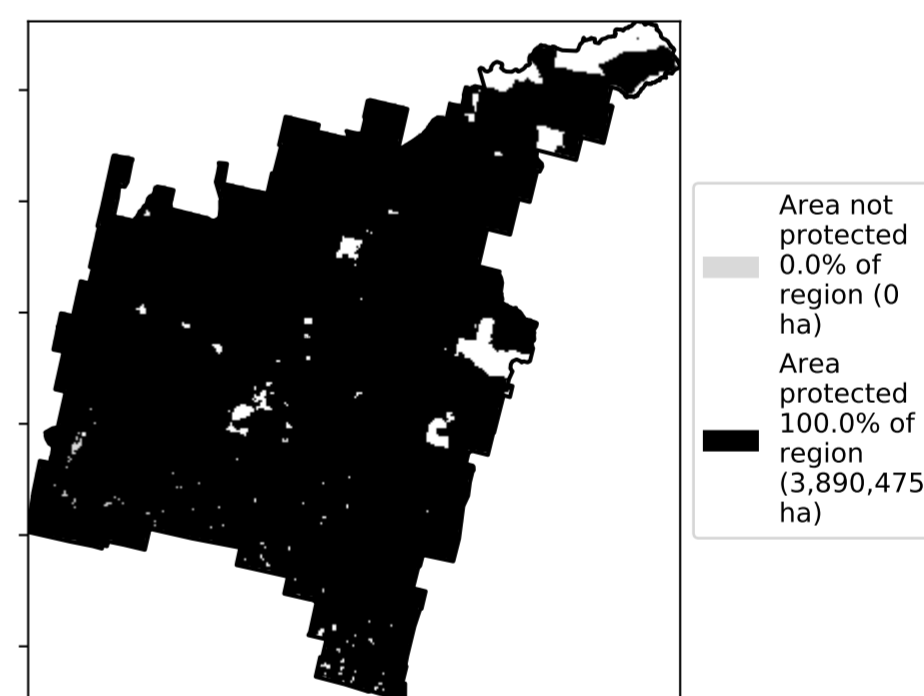 Area not
protected
0.0% of
region (0
ha)
Area
protected
100.0% of
region
(3,890,475
ha)